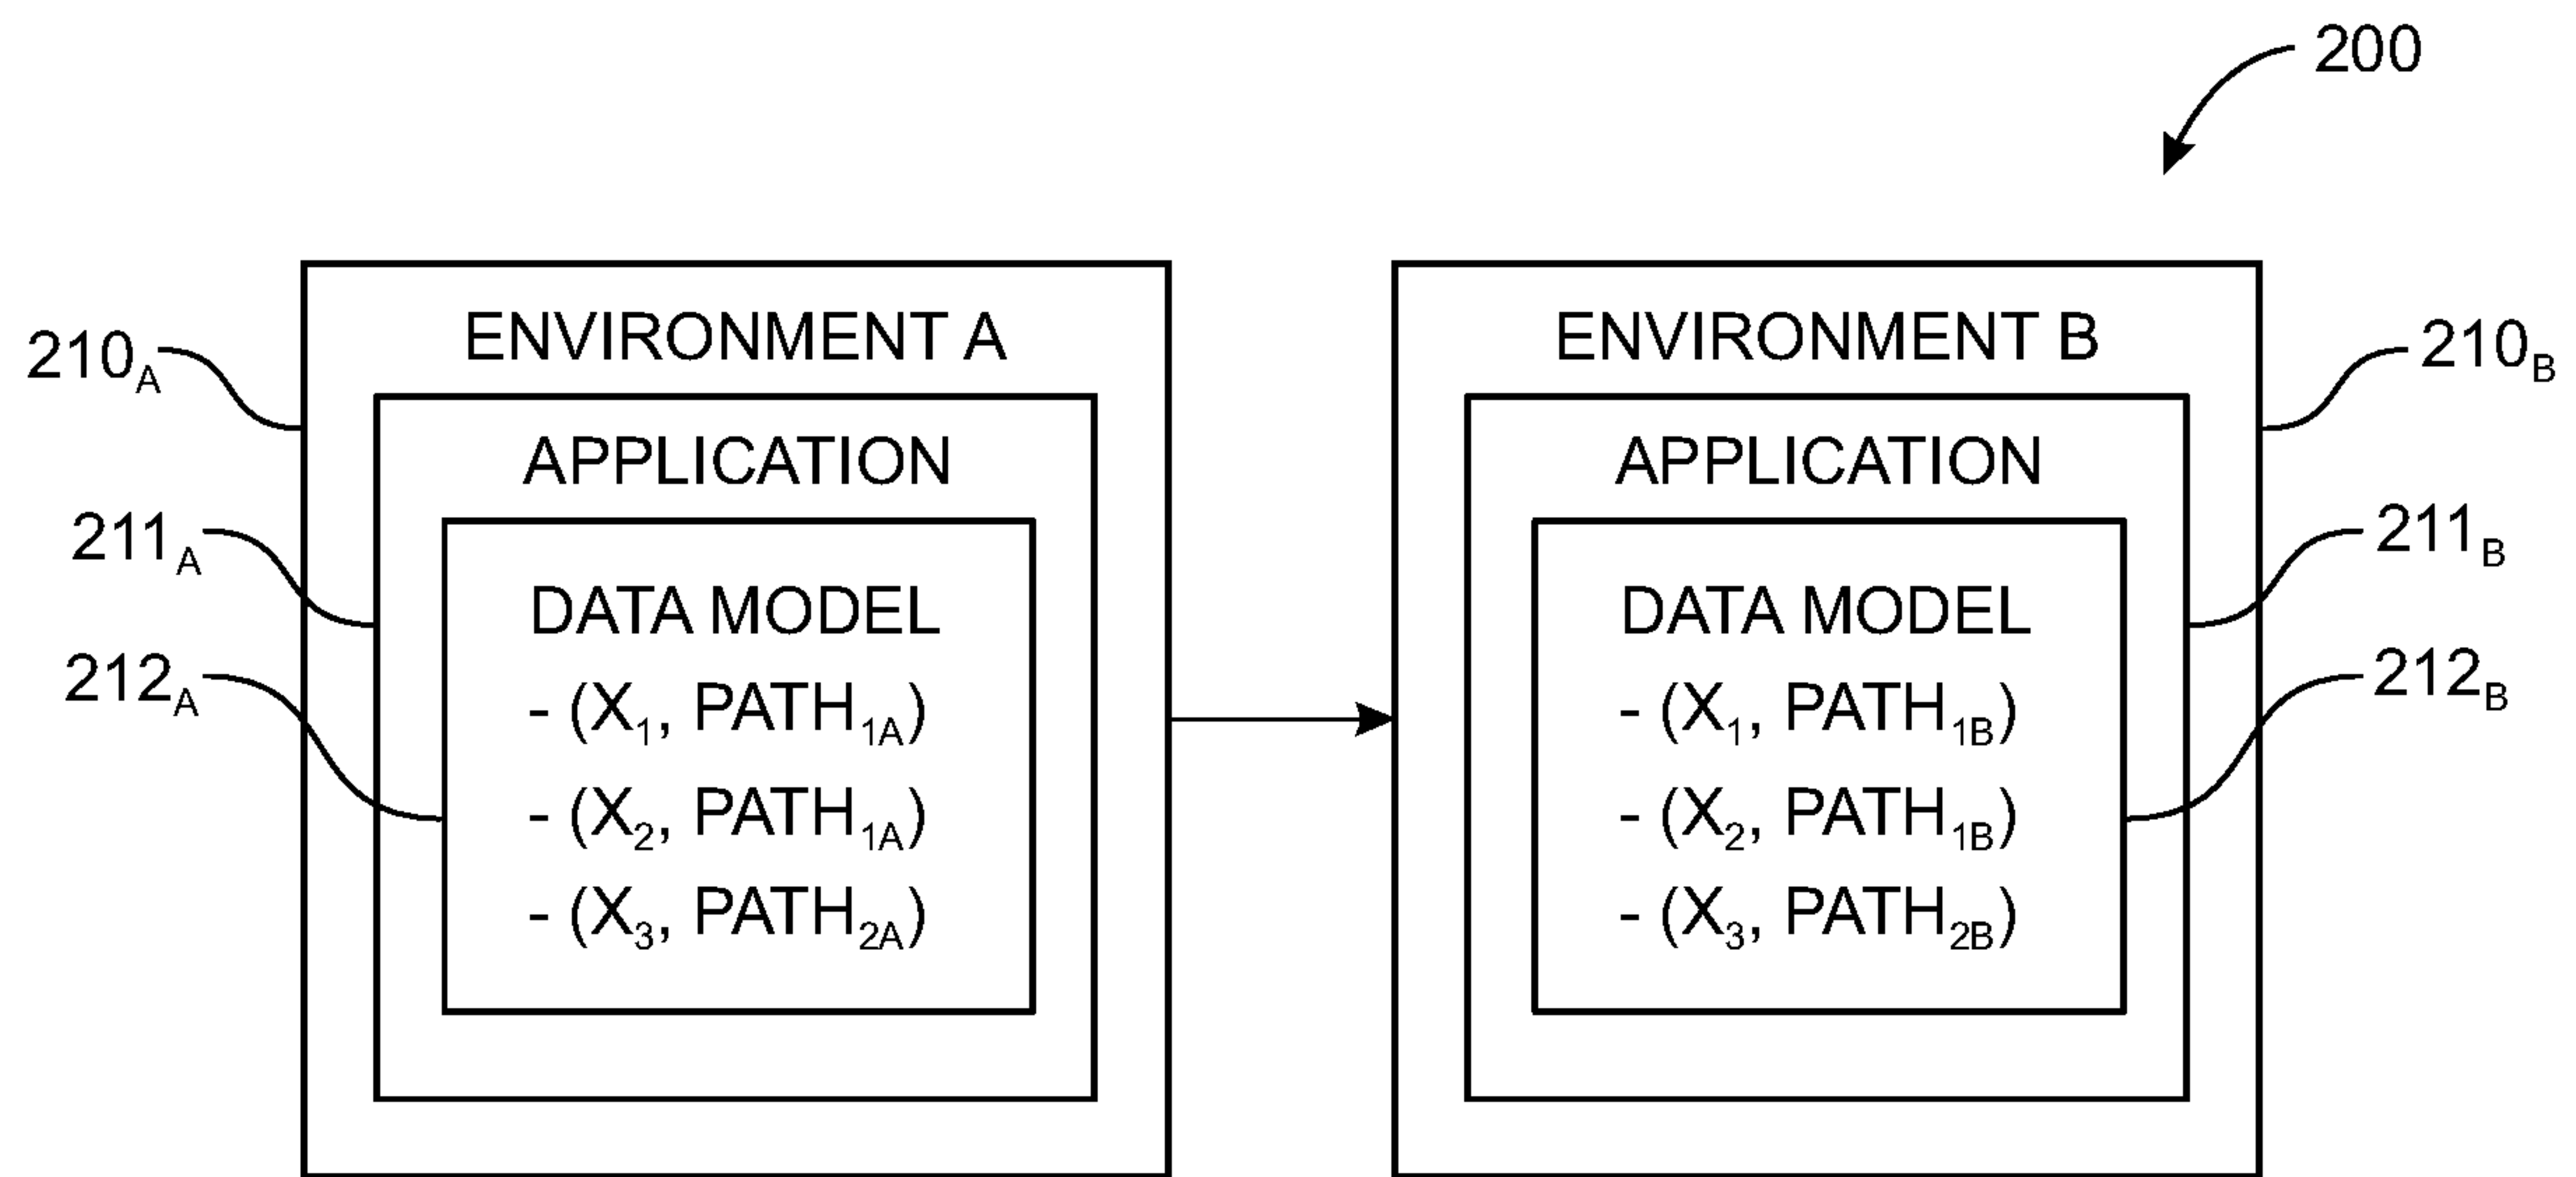 200
ENVIRONMENT A
ENVIRONMENT B
210A
210B
APPLICATION
APPLICATION
211A
211B
DATA MODEL
DATA MODEL
212A
212B
- (X1, PATH1A)
- (X1, PATH1B)
- (X2, PATH1A)
- (X2, PATH1B)
- (X3, PATH2A)
- (X3, PATH2B)